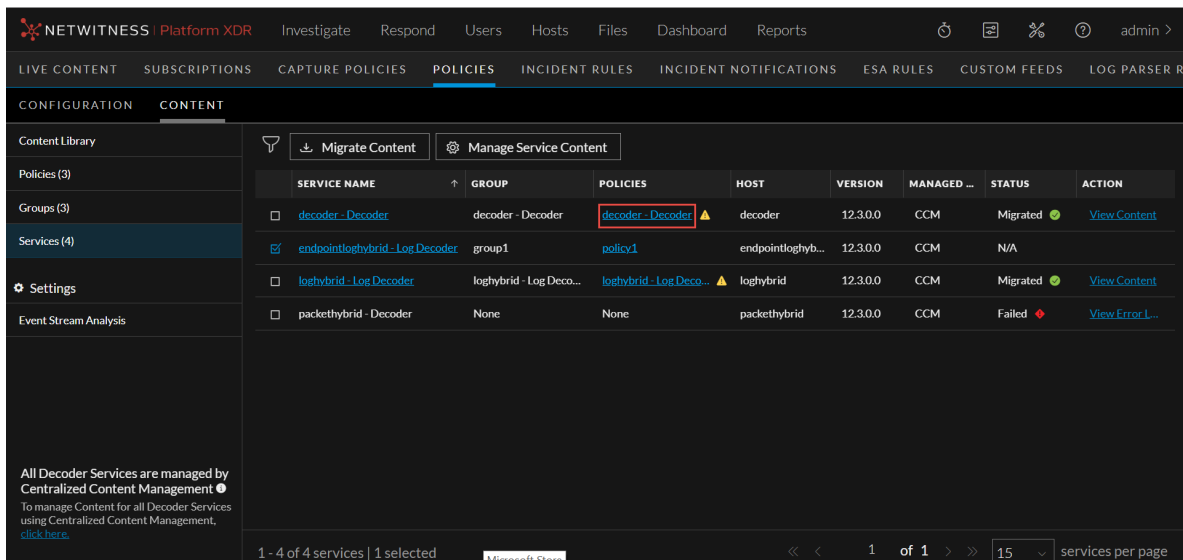 NETWITNESS Platform XDR Investigate Respond Users Hosts Files Dashboard Reports admin >
LIVE CONTENT SUBSCRIPTIONS CAPTURE POLICIES POLICIES INCIDENT RULES INCIDENT NOTIFICATIONS ESA RULES CUSTOM FEEDS LOG PARSER R
CONFIGURATION CONTENT
Content Library
Policies (3)
Groups (3)
Services (4)
Settings
Event Stream Analysis
All Decoder Services are managed by
Centralized Content Management
To manage Content for all Decoder Services
using Centralized Content Management,
click here.
Migrate Content Manage Service Content
SERVICE NAME ↑ GROUP POLICIES HOST VERSION MANAGED ... STATUS ACTION
decoder - Decoder decoder - Decoder decoder - Decoder decoder 12.3.0.0 CCM Migrated View Content
endpointloghybrid - Log Decoder group1 policy1 endpointloghyb... 12.3.0.0 CCM N/A
loghybrid - Log Decoder loghybrid - Log Deco... loghybrid - Log Deco... loghybrid 12.3.0.0 CCM Migrated View Content
packethybrid - Decoder None None packethybrid 12.3.0.0 CCM Failed View Error L...
1 - 4 of 4 services | 1 selected Microsoft Store << < 1 of 1 > >> 15 services per page